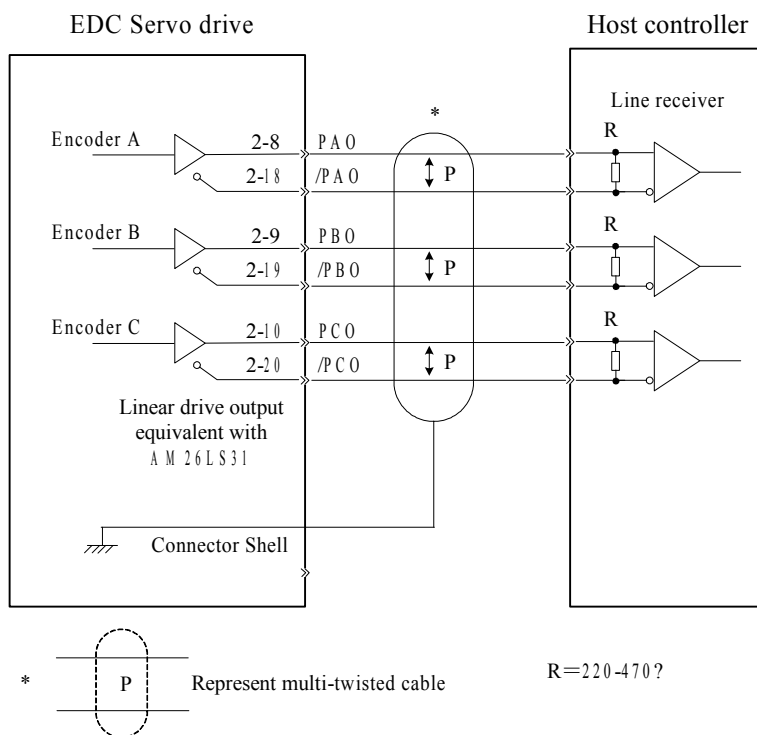 EDC Servo drive
Host controller
*
Line receiver
Encoder A
2-8
PAO
P
R
2-18
/PAO
Encoder B
2-9
PBO
P
R
2-19
/PBO
Encoder C
2-10
PCO
P
R
2-20
/PCO
Linear drive output
equivalent with
AM26LS31
Connector Shell
*
P
Represent multi-twisted cable
R=220-470?